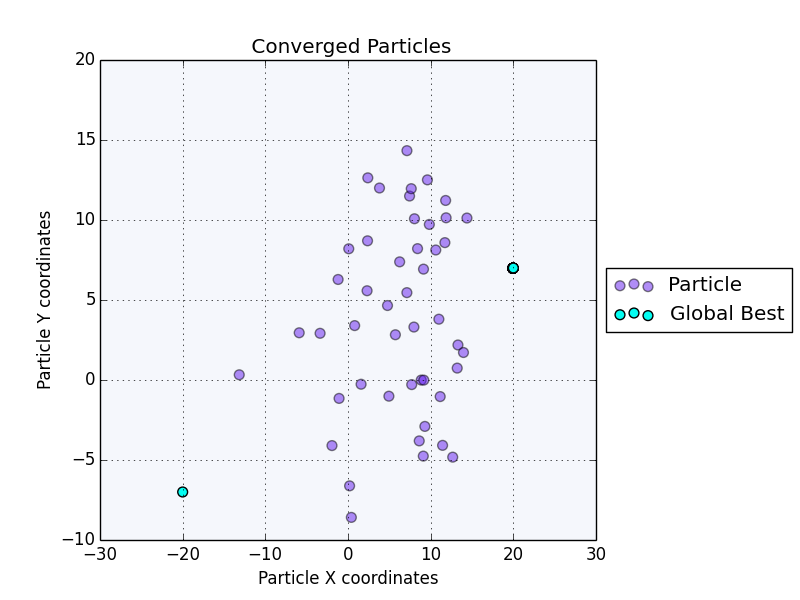 Converged Particles
20
15
10
5
0
−5
−10
Particle Y coordinates
−30 −20 −10 0 10 20 30
Particle X coordinates
Particle
Global Best